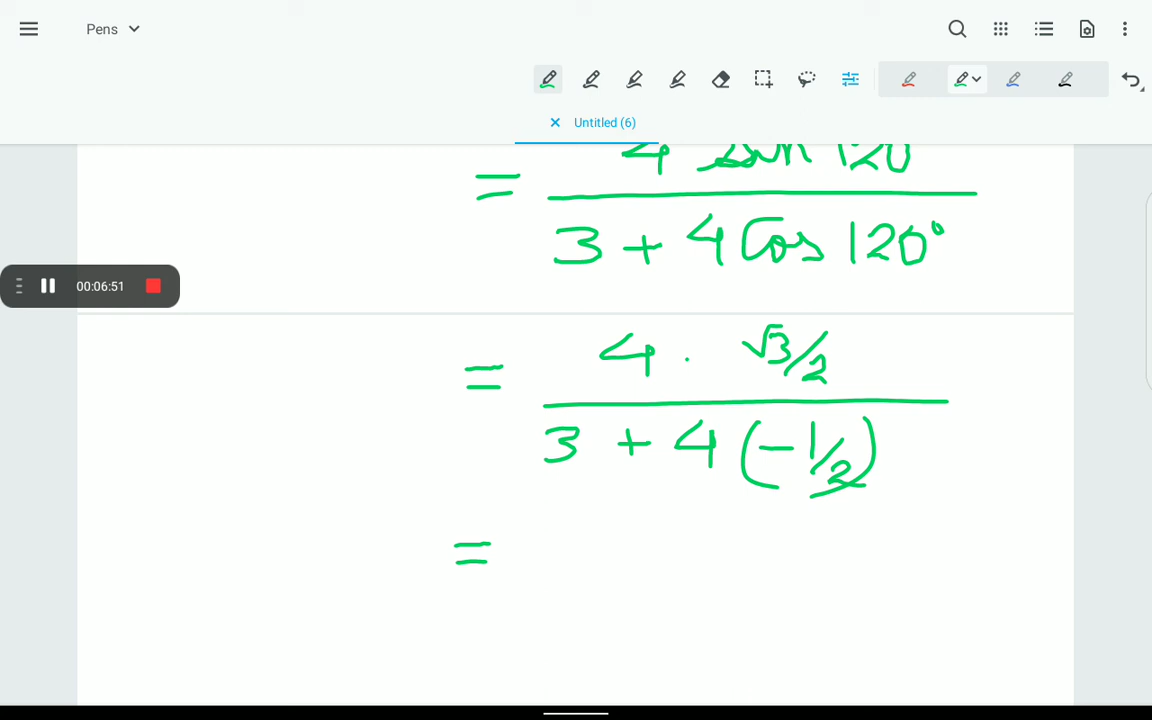 Pens
Untitled (6)
= 4 Sin 120
3 + 4 Cos 120°
00:06:51
= 4 · √3/2
3 + 4 (-1/2)
=